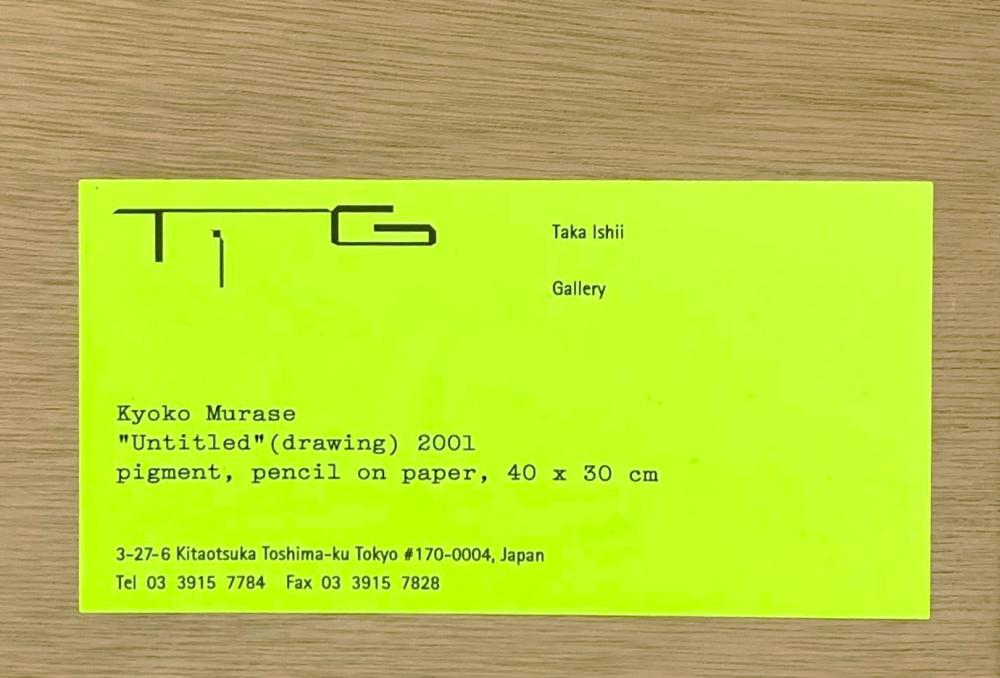 TiG
Taka Ishii
Gallery
Kyoko Murase
"Untitled"(drawing) 2001
pigment, pencil on paper, 40 x 30 cm
3-27-6 Kitaotsuka Toshima-ku Tokyo #170-0004, Japan
Tel 03 3915 7784 Fax 03 3915 7828